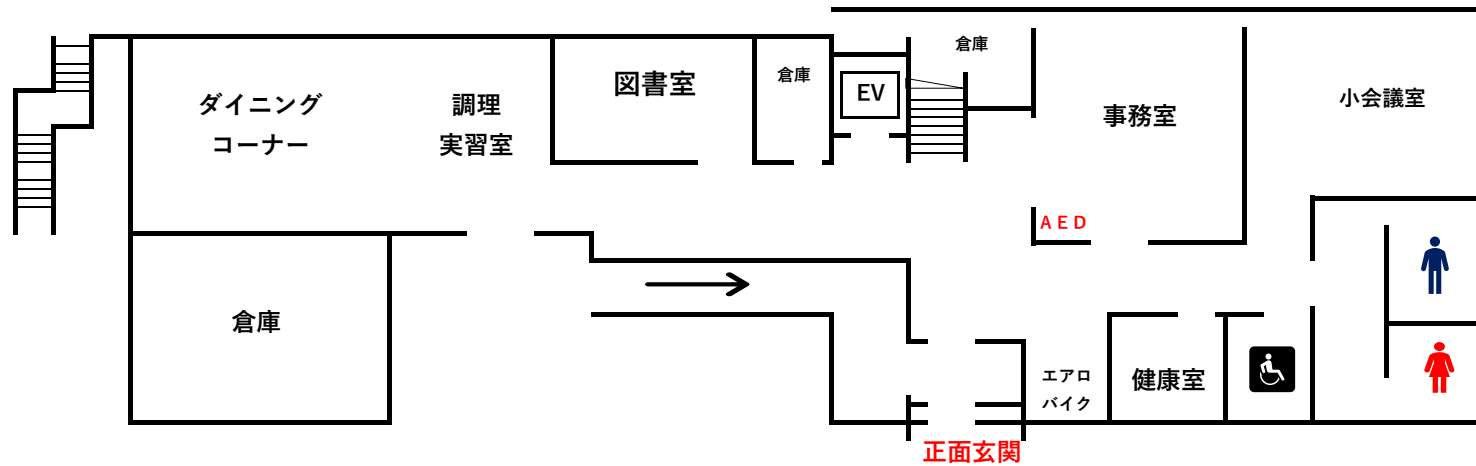 ダイニング
コーナー
調理
実習室
図書室
倉庫
EV
倉庫
事務室
小会議室
AED
倉庫
エアロ
バイク
健康室
正面玄関